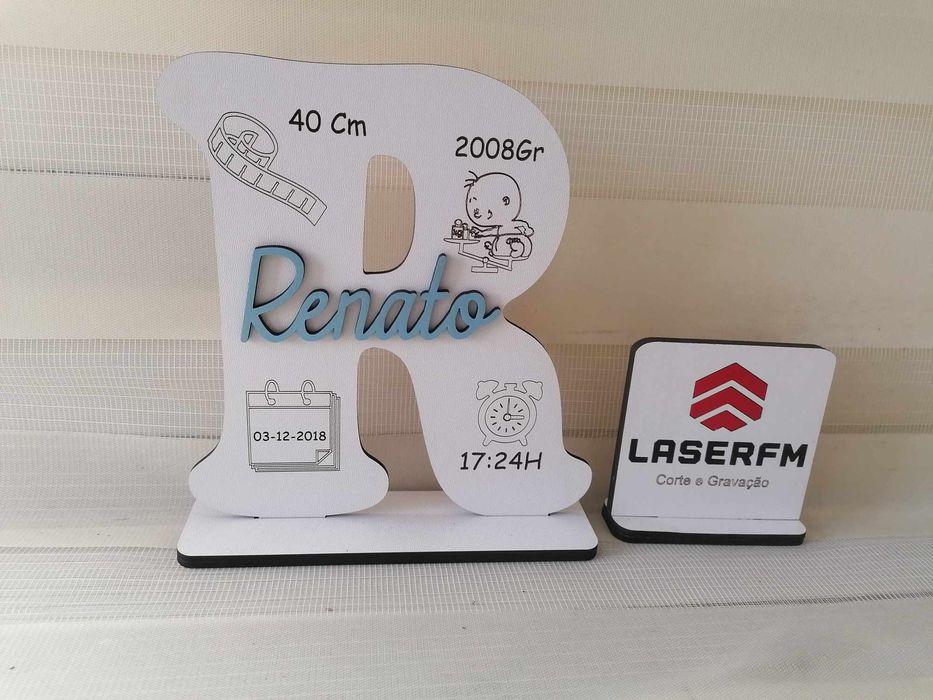 40 Cm
2008Gr
Renato
03-12-2018
17:24H
LASERFM
Corte e Gravação